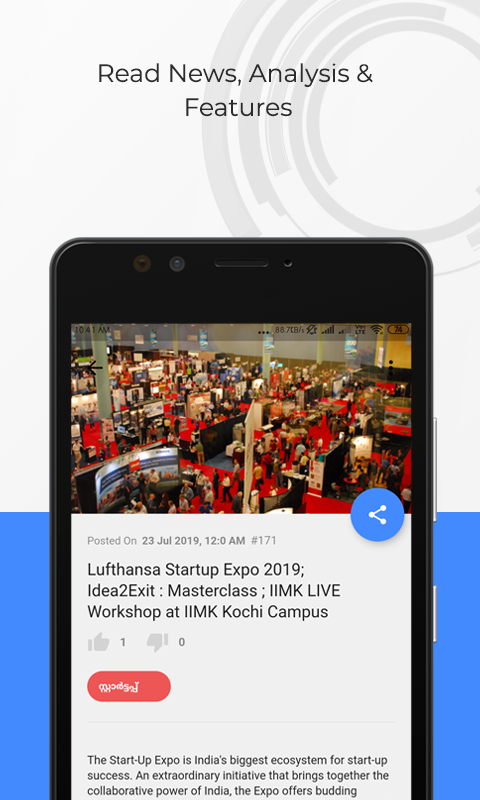 Read News, Analysis &
Features
10:41 AM
... 88.7KB/s VoLTE 74
Posted On 23 Jul 2019, 12:0 AM #171
Lufthansa Startup Expo 2019;
Idea2Exit : Masterclass ; IIMK LIVE
Workshop at IIMK Kochi Campus
1 0
സ്റ്റാർട്ടപ്പ്
The Start-Up Expo is India's biggest ecosystem for start-up
success. An extraordinary initiative that brings together the
collaborative power of India, the Expo offers budding